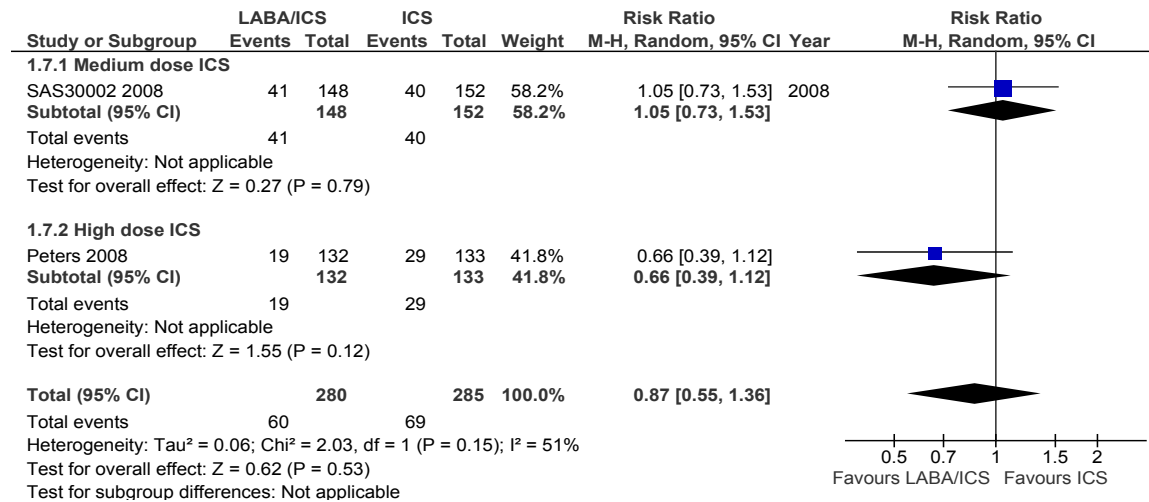 LABA/ICS ICS Risk Ratio Risk Ratio
Study or Subgroup Events Total Events Total Weight M-H, Random, 95% CI Year M-H, Random, 95% CI
1.7.1 Medium dose ICS
SAS30002 2008 41 148 40 152 58.2% 1.05 [0.73, 1.53] 2008
Subtotal (95% CI) 148 152 58.2% 1.05 [0.73, 1.53]
Total events 41 40
Heterogeneity: Not applicable
Test for overall effect: Z = 0.27 (P = 0.79)
1.7.2 High dose ICS
Peters 2008 19 132 29 133 41.8% 0.66 [0.39, 1.12]
Subtotal (95% CI) 132 133 41.8% 0.66 [0.39, 1.12]
Total events 19 29
Heterogeneity: Not applicable
Test for overall effect: Z = 1.55 (P = 0.12)
Total (95% CI) 280 285 100.0% 0.87 [0.55, 1.36]
Total events 60 69
Heterogeneity: Tau² = 0.06; Chi² = 2.03, df = 1 (P = 0.15); I² = 51%
Test for overall effect: Z = 0.62 (P = 0.53)
Test for subgroup differences: Not applicable
0.5 0.7 1 1.5 2
Favours LABA/ICS Favours ICS